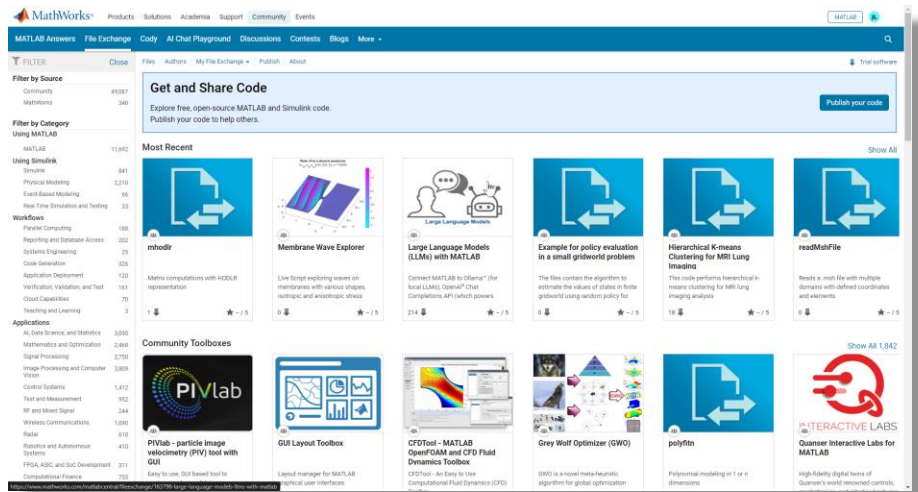 MathWorks®
Products Solutions Academia Support Community Events
MATLAB
MATLAB Answers File Exchange Cody AI Chat Playground Discussions Contests Blogs More
FILTER Close
Files Authors My File Exchange Publish About
Trial software
Filter by Source
Community 49,087
MathWorks 340
Filter by Category
Using MATLAB
MATLAB 11,692
Using Simulink
Simulink 841
Physical Modeling 2,210
Event-Based Modeling 66
Real-Time Simulation and Testing 33
Workflows
Parallel Computing 188
Reporting and Database Access 202
Systems Engineering 25
Code Generation 326
Application Deployment 120
Verification, Validation, and Test 161
Cloud Capabilities 70
Teaching and Learning 3
Applications
AI, Data Science, and Statistics 3,090
Mathematics and Optimization 2,468
Signal Processing 2,750
Image Processing and Computer
Vision 3,809
Control Systems 1,412
Test and Measurement 952
RF and Mixed Signal 244
Wireless Communications 1,090
Radar 610
Robotics and Autonomous
Systems 410
FPGA, ASIC, and SoC Development 311
Computational Finance 755
https://www.mathworks.com/matlabcentral/fileexchange/163796-large-language-models-llms-with-matlab
Get and Share Code
Explore free, open-source MATLAB and Simulink code.
Publish your code to help others.
Publish your code
Most Recent
Show All
mhodlr
Matrix computations with HODLR
representation
1 - / 5
Membrane Wave Explorer
Live Script exploring waves on
membranes with various shapes,
isotropic and anisotropic stress
0 - / 5
Large Language Models
Large Language Models
(LLMs) with MATLAB
Connect MATLAB to Ollama™ (for
local LLMs), OpenAI® Chat
Completions API (which powers
214 - / 5
Example for policy evaluation
in a small gridworld problem
The files contain the algorithm to
estimate the values of states in finite
gridworld using random policy for
0 - / 5
Hierarchical K-means
Clustering for MRI Lung
Imaging
This code performs hierarchical k-
means clustering for MRI lung
imaging analysis
18 - / 5
readMshFile
Reads a .msh file with multiple
domains with defined coordinates
and elements.
3 - / 5
Community Toolboxes
Show All 1,842
PIVlab
PIVlab - particle image
velocimetry (PIV) tool with
GUI
Easy to use, GUI based tool to
GUI Layout Toolbox
Layout manager for MATLAB
graphical user interfaces
CFDTool - MATLAB
OpenFOAM and CFD Fluid
Dynamics Toolbox
CFDTool - An Easy to Use
Computational Fluid Dynamics (CFD)
Grey Wolf Optimizer (GWO)
GWO is a novel meta-heuristic
algorithm for global optimization
polyfitn
Polynomial modeling in 1 or n
dimensions
INTERACTIVE LABS
Quanser Interactive Labs for
MATLAB
High-fidelity digital twins of
Quanser's world renowned controls,